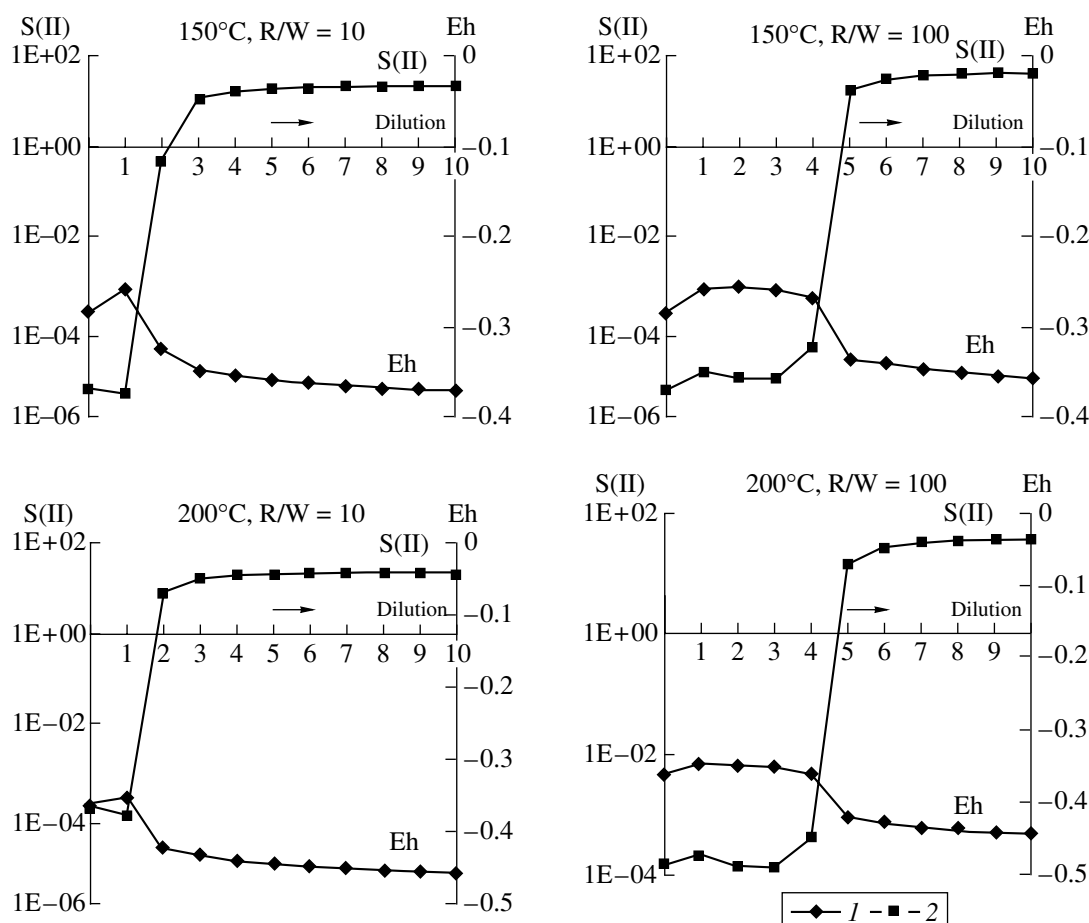 S(II)
150°C, R/W = 10
Eh
1E+02
0
S(II)
Dilution
1E+00
–0.1
1 2 3 4 5 6 7 8 9 10
1E–02
–0.2
1E–04
–0.3
Eh
1E–06
–0.4
S(II)
150°C, R/W = 100
Eh
1E+02
0
S(II)
Dilution
1E+00
–0.1
1 2 3 4 5 6 7 8 9 10
1E–02
–0.2
1E–04
–0.3
Eh
1E–06
–0.4
S(II)
200°C, R/W = 10
Eh
1E+02
0
S(II)
Dilution
–0.1
1E+00
1 2 3 4 5 6 7 8 9 10
–0.2
1E–02
–0.3
1E–04
–0.4
Eh
1E–06
–0.5
S(II)
200°C, R/W = 100
Eh
1E+02
0
S(II)
–0.1
Dilution
1E+00
1 2 3 4 5 6 7 8 9
–0.2
–0.3
1E–02
Eh
–0.4
1E–04
–0.5
1 2